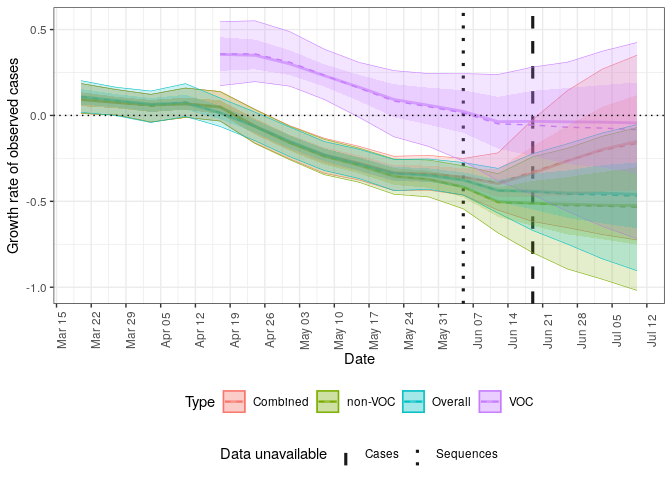 Growth rate of observed cases
0.5
0.0
-0.5
-1.0
Mar 15
Mar 22
Mar 29
Apr 05
Apr 12
Apr 19
Apr 26
May 03
May 10
May 17
May 24
May 31
Jun 07
Jun 14
Jun 21
Jun 28
Jul 05
Jul 12
Date
Type Combined non-VOC Overall VOC
Data unavailable Cases Sequences